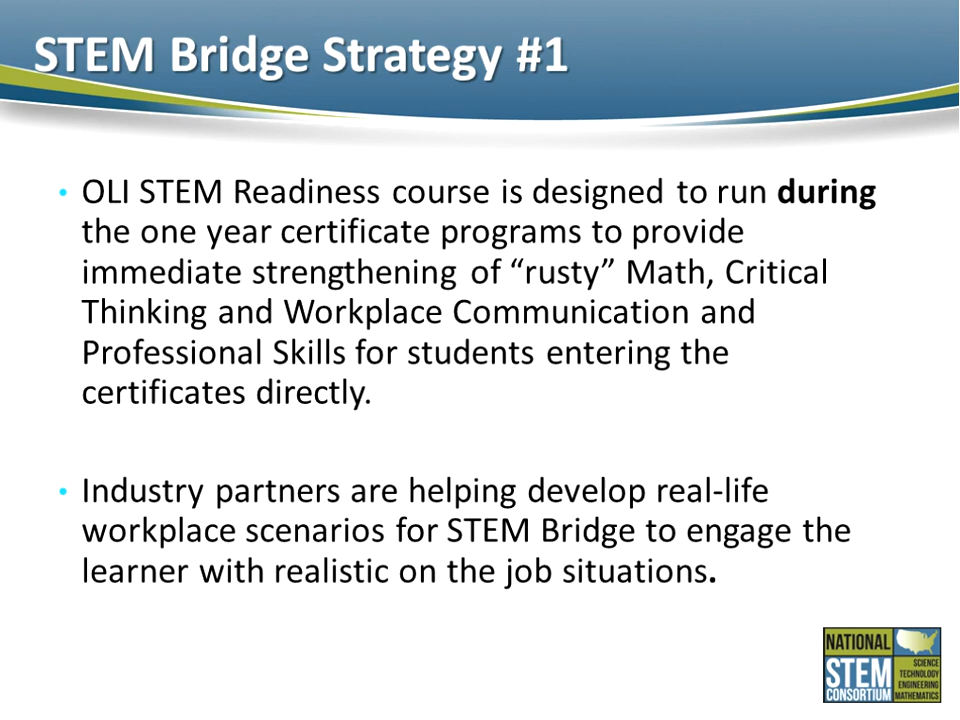 STEM Bridge Strategy #1
• OLI STEM Readiness course is designed to run during
the one year certificate programs to provide
immediate strengthening of “rusty” Math, Critical
Thinking and Workplace Communication and
Professional Skills for students entering the
certificates directly.
• Industry partners are helping develop real-life
workplace scenarios for STEM Bridge to engage the
learner with realistic on the job situations.
NATIONAL
STEM
CONSORTIUM
SCIENCE
TECHNOLOGY
ENGINEERING
MATHEMATICS